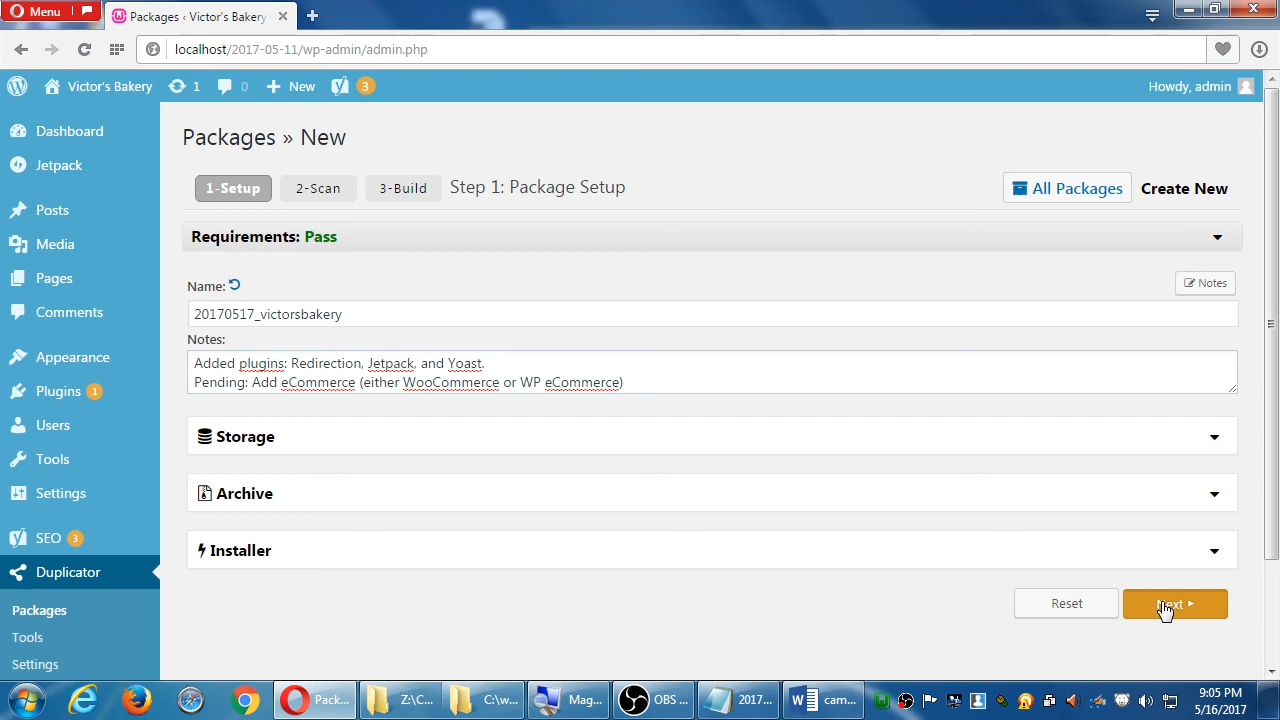 Menu
Packages ‹ Victor's Bakery
localhost/2017-05-11/wp-admin/admin.php
Victor's Bakery
1
0
New
3
Howdy, admin
Dashboard
Jetpack
Posts
Media
Pages
Comments
Appearance
Plugins 1
Users
Tools
Settings
SEO 3
Duplicator
Packages
Tools
Settings
Packages » New
1-Setup
2-Scan
3-Build
Step 1: Package Setup
All Packages
Create New
Requirements: Pass
Name:
Notes
20170517_victorsbakery
Notes:
Added plugins: Redirection, Jetpack, and Yoast.
Pending: Add eCommerce (either WooCommerce or WP eCommerce)
Storage
Archive
Installer
Reset
Next
Pack...
Z:\C...
C:\w...
Mag...
OBS ...
2017...
cam...
9:05 PM
5/16/2017